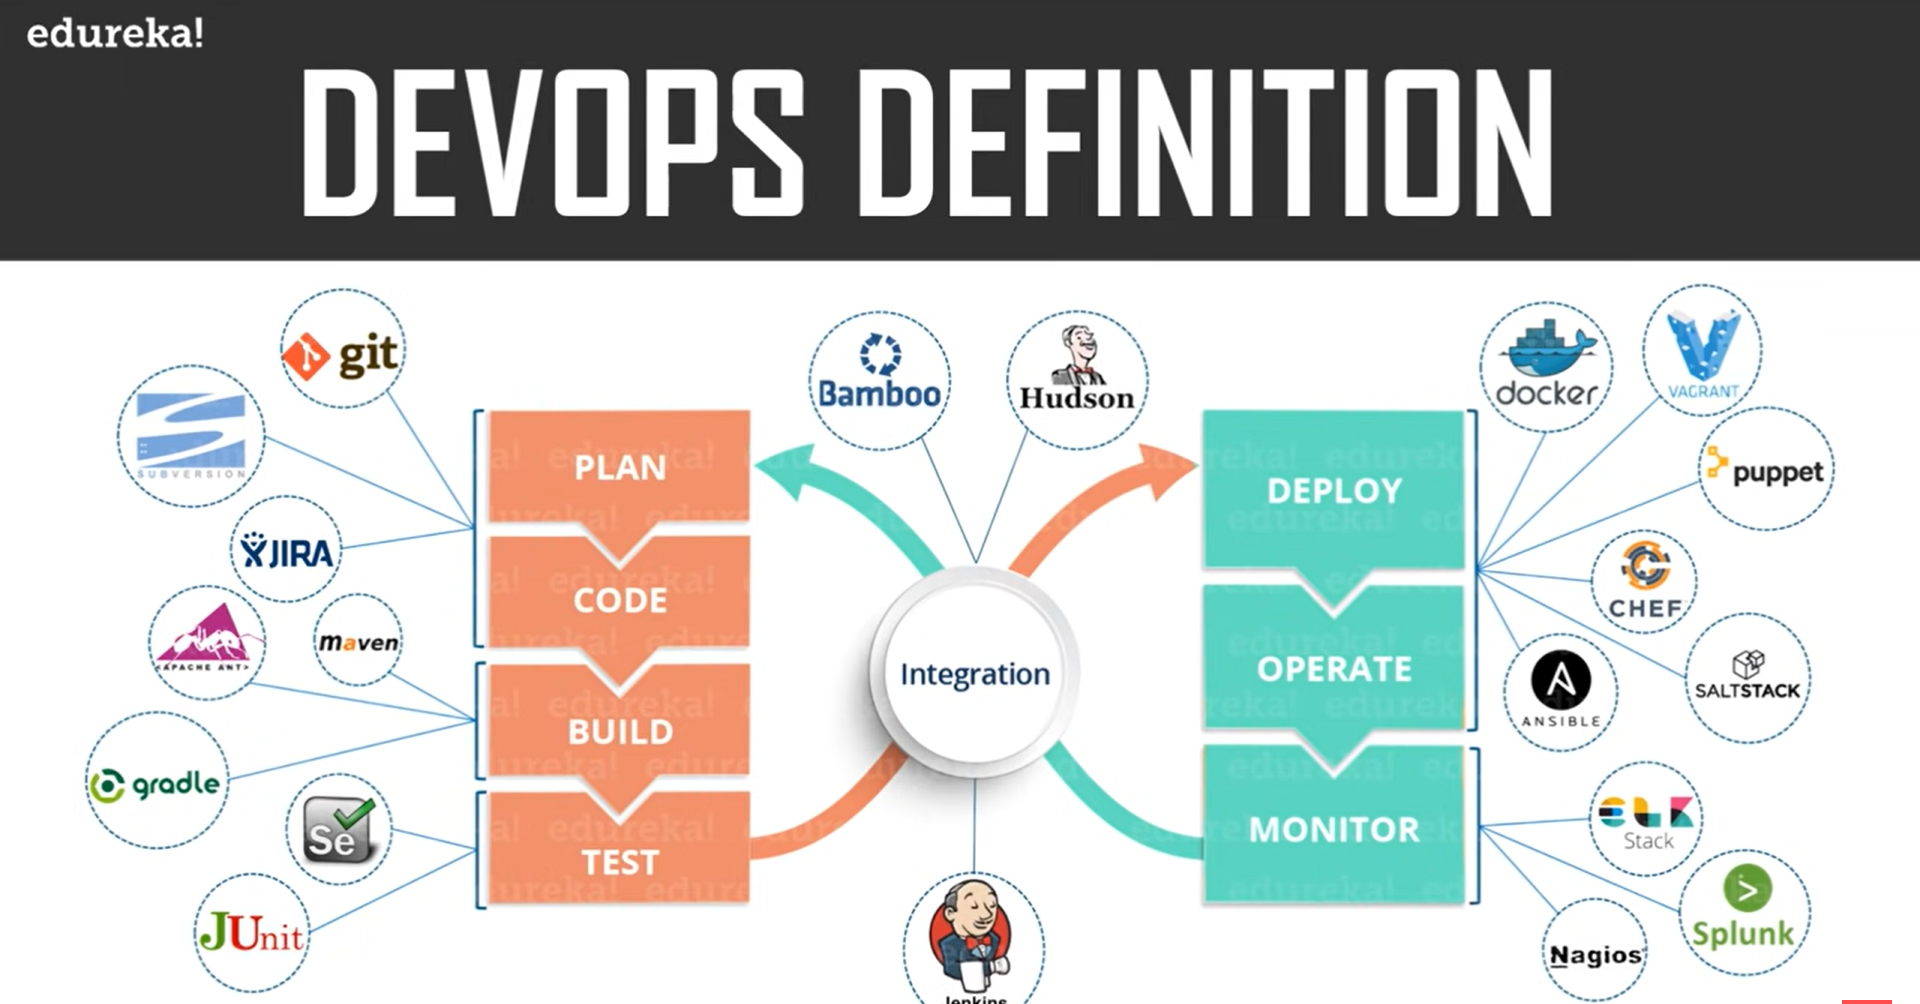 edureka!
DEVOPS DEFINITION
git
SUBVERSION
JIRA
APACHE ANT
maven
gradle
Se
JUnit
PLAN
CODE
BUILD
TEST
Bamboo
Hudson
Integration
Jenkins
DEPLOY
OPERATE
MONITOR
docker
VAGRANT
puppet
CHEF
SALTSTACK
ANSIBLE
ELK
Stack
Splunk
Nagios